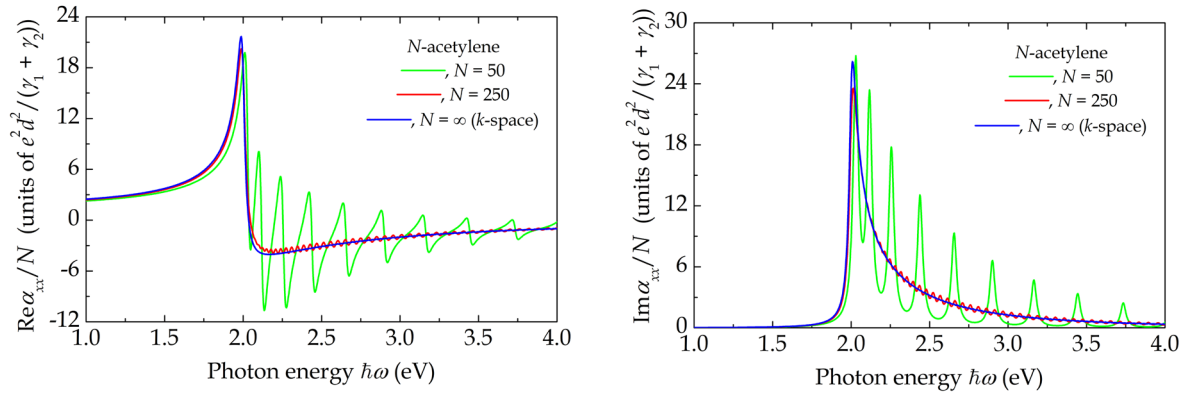 Reα_xx/N (units of e²d²/(γ₁ + γ₂))
24
18
12
6
0
-6
-12
N-acetylene
, N = 50
, N = 250
, N = ∞ (k-space)
1.0 1.5 2.0 2.5 3.0 3.5 4.0
Photon energy ℏω (eV)
Imα_xx/N (units of e²d²/(γ₁ + γ₂))
30
24
18
12
6
0
N-acetylene
, N = 50
, N = 250
, N = ∞ (k-space)
1.0 1.5 2.0 2.5 3.0 3.5 4.0
Photon energy ℏω (eV)